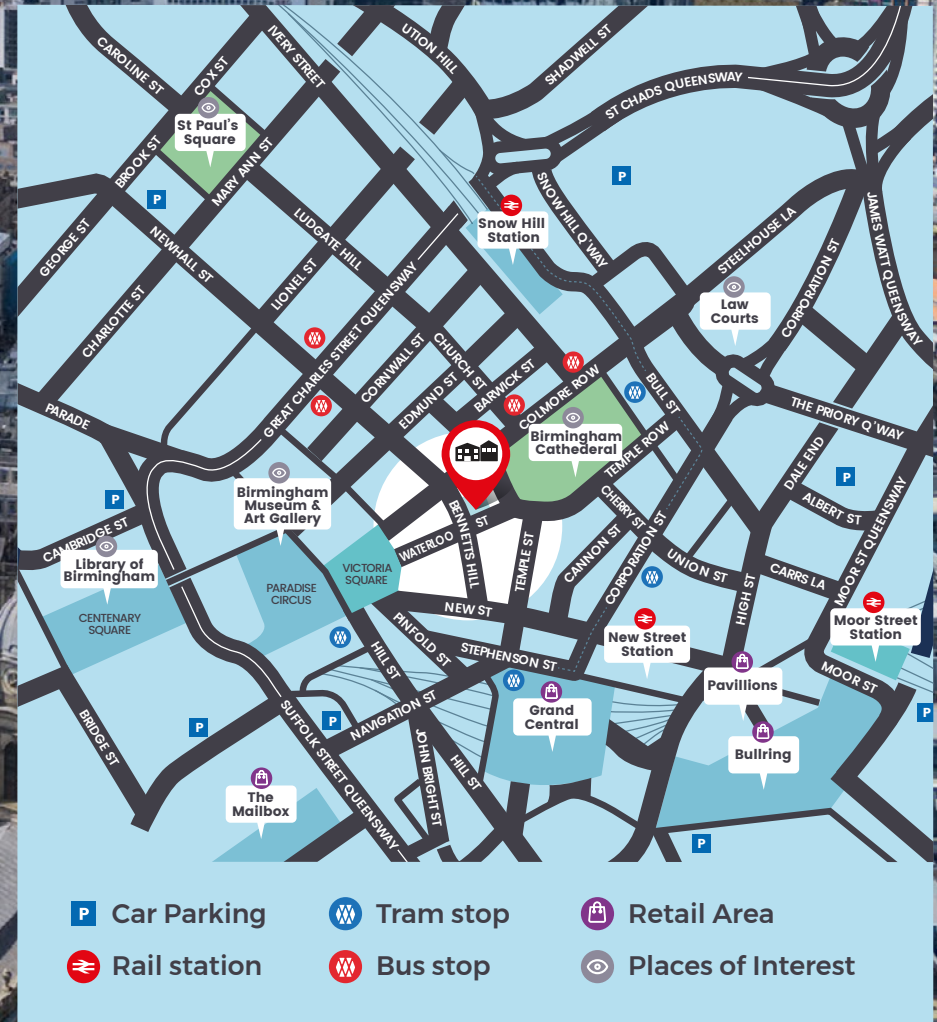 CAROLINE ST
COX ST
IVERY STREET
UTION HILL
SHADWELL ST
ST CHADS QUEENSWAY
St Paul's
Square
BROOK ST
MARY ANN ST
P
P
SNOW HILL Q'WAY
Snow Hill
Station
STEELHOUSE LA
JAMES WATT QUEENSWAY
GEORGE ST
NEWHALL ST
LUDGATE HILL
LIONEL ST
CHARLOTTE ST
GREAT CHARLES STREET QUEENSWAY
CORNWALL ST
CHURCH ST
EDMUND ST
BARWICK ST
COLMORE ROW
Law
Courts
CORPORATION ST
BULL ST
THE PRIORY Q'WAY
PARADE
Birmingham
Cathederal
TEMPLE ROW
DALE END
P
ALBERT ST
Birmingham
Museum &
Art Gallery
P
CAMBRIDGE ST
Library of
Birmingham
CENTENARY
SQUARE
PARADISE
CIRCUS
VICTORIA
SQUARE
WATERLOO ST
BENNETTS HILL
TEMPLE ST
CHERRY ST
CANNON ST
CORPORATION ST
UNION ST
CARRS LA
HIGH ST
MOOR ST QUEENSWAY
NEW ST
New Street
Station
Moor Street
Station
MOOR ST
PINFOLD ST
STEPHENSON ST
HILL ST
NAVIGATION ST
Grand
Central
Pavillions
Bullring
P
BRIDGE ST
P
P
SUFFOLK STREET QUEENSWAY
JOHN BRIGHT ST
HILL ST
The
Mailbox
P
P Car Parking
Tram stop
Retail Area
Rail station
Bus stop
Places of Interest